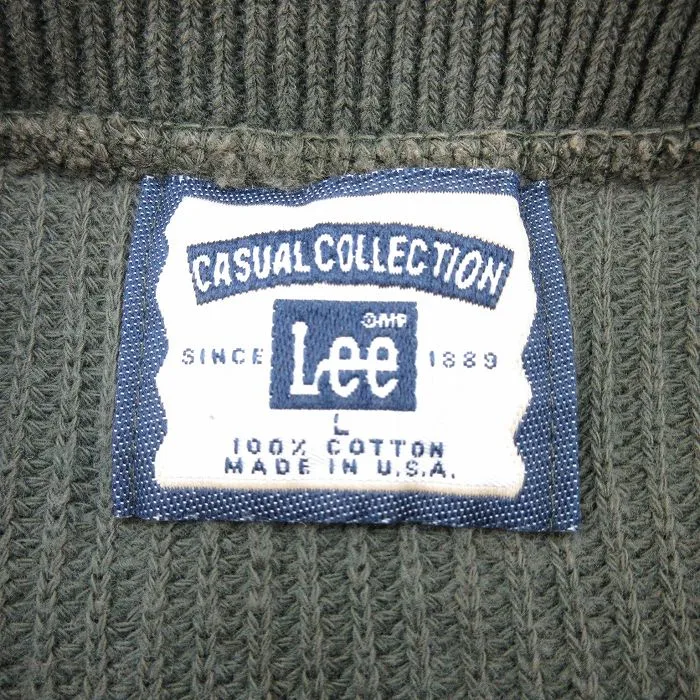 CASUAL COLLECTION
Lee
SINCE 1889
L
100% COTTON
MADE IN U.S.A.